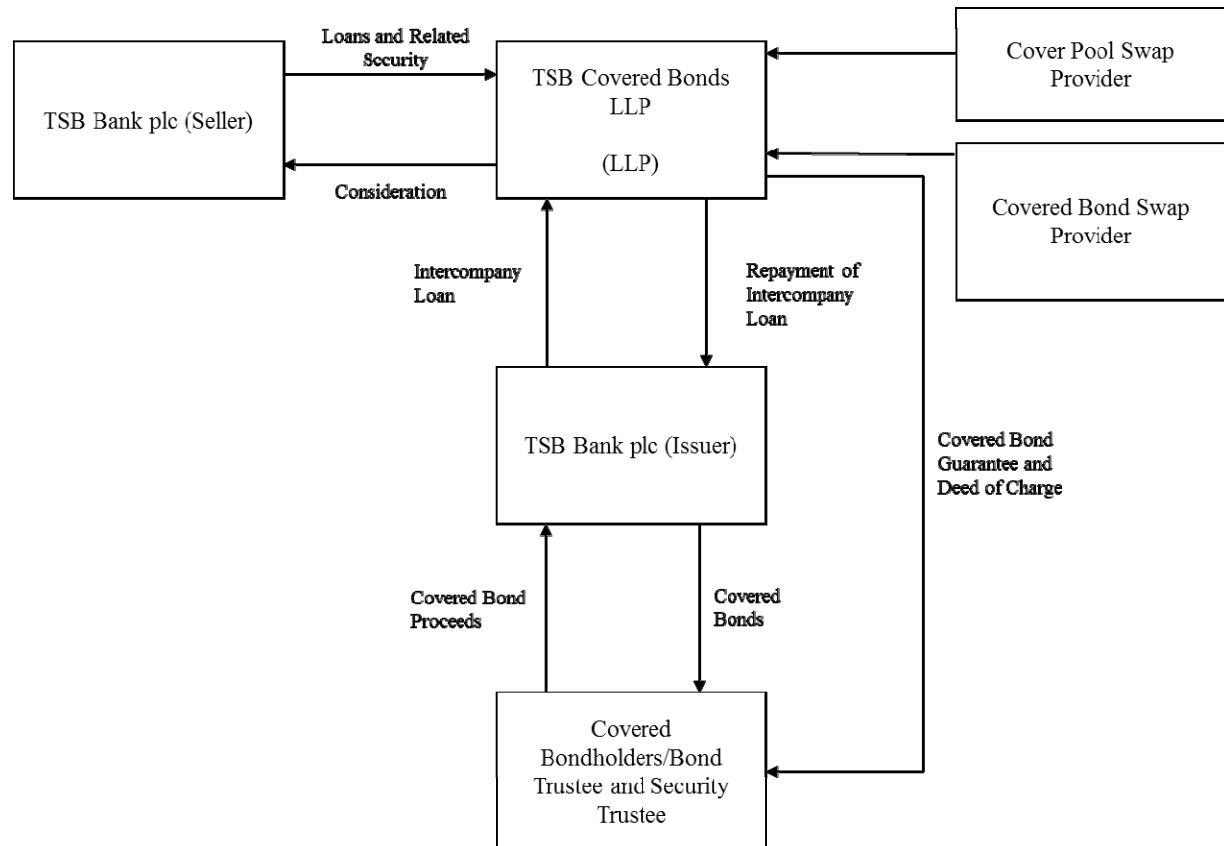 Loans and Related
Security
TSB Bank plc (Seller)
TSB Covered Bonds
LLP
(LLP)
Cover Pool Swap
Provider
Consideration
Covered Bond Swap
Provider
Intercompany
Loan
Repayment of
Intercompany
Loan
TSB Bank plc (Issuer)
Covered Bond
Guarantee and
Deed of Charge
Covered Bond
Proceeds
Covered
Bonds
Covered
Bondholders/Bond
Trustee and Security
Trustee